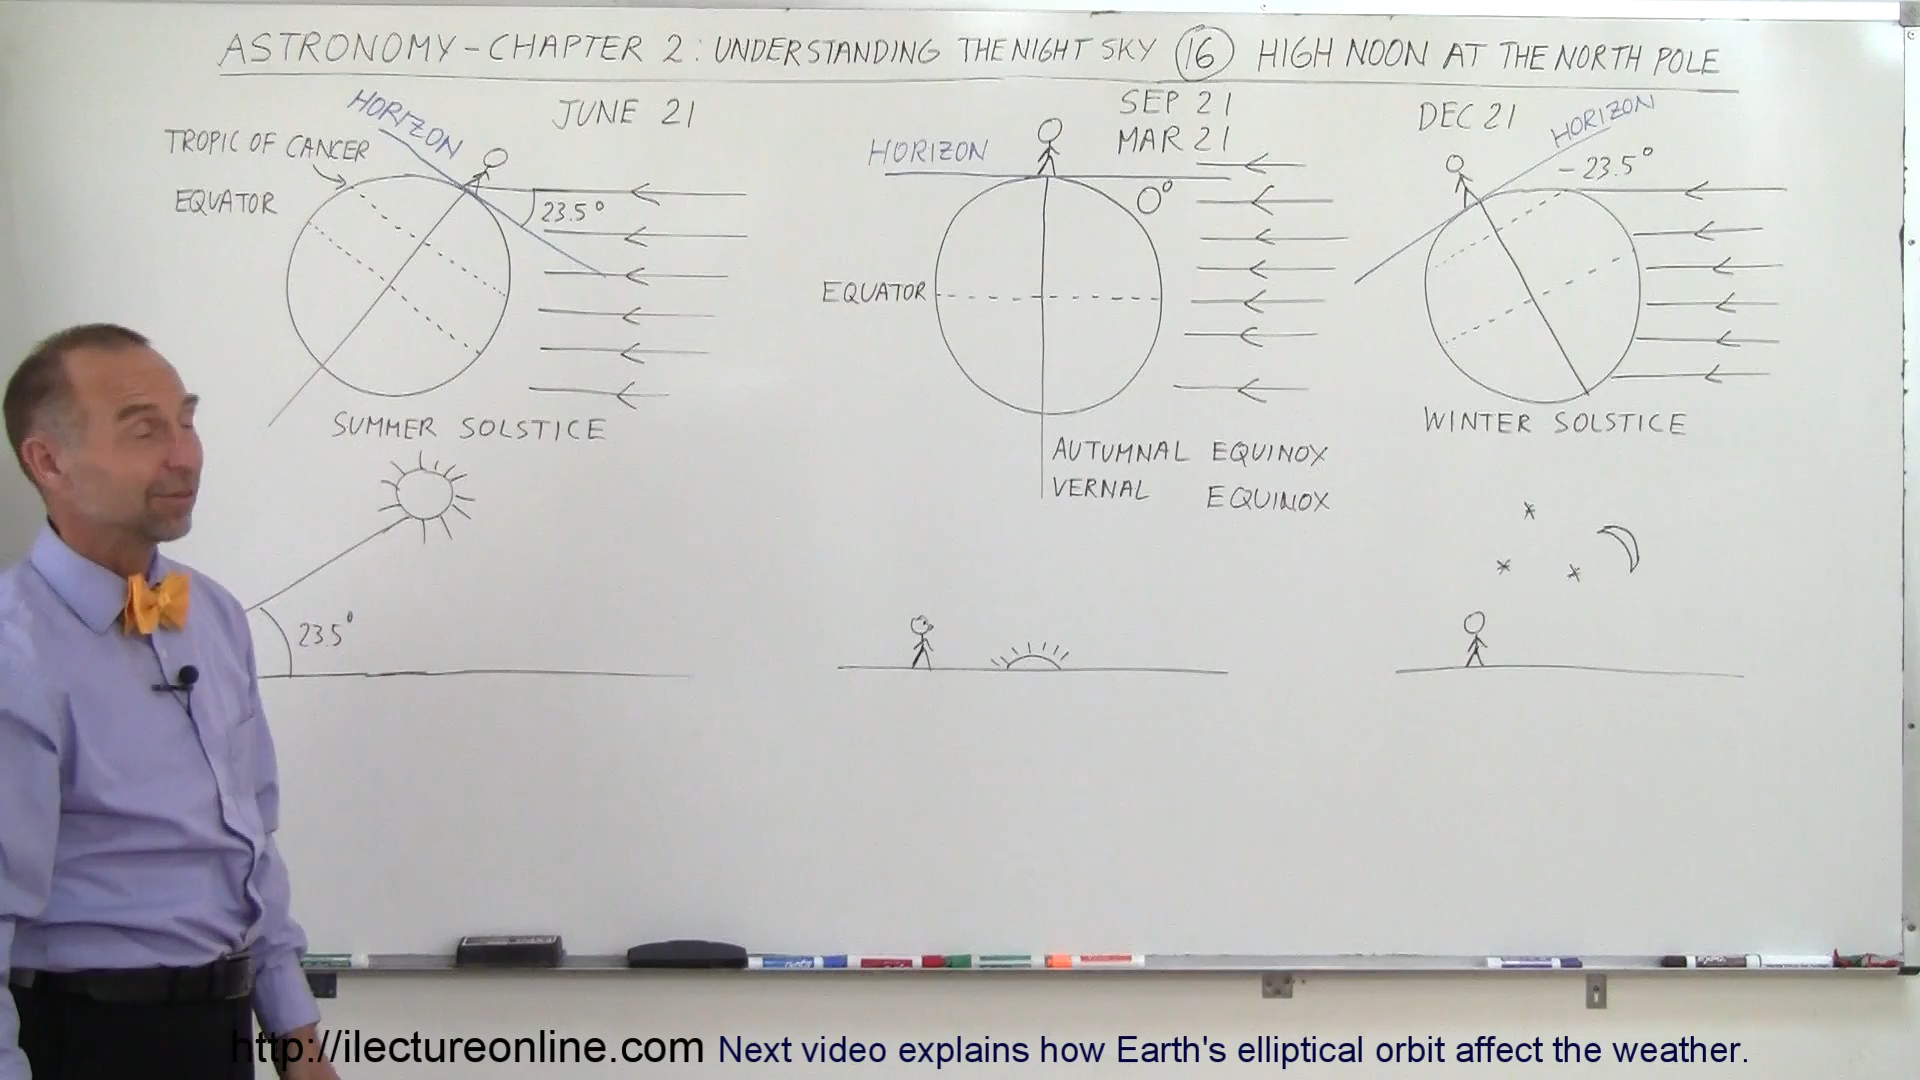 ASTRONOMY - CHAPTER 2: UNDERSTANDING THE NIGHT SKY 16 HIGH NOON AT THE NORTH POLE
HORIZON
JUNE 21
TROPIC OF CANCER
EQUATOR
23.5°
SUMMER SOLSTICE
23.5°
SEP 21
MAR 21
HORIZON
0°
EQUATOR
AUTUMNAL EQUINOX
VERNAL EQUINOX
DEC 21
HORIZON
-23.5°
WINTER SOLSTICE
http://ilectureonline.com Next video explains how Earth's elliptical orbit affect the weather.